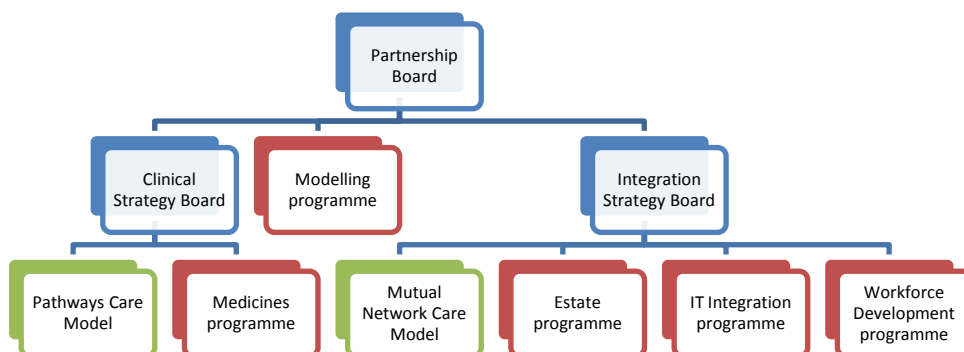 Partnership
Board
Clinical
Strategy Board
Modelling
programme
Integration
Strategy Board
Pathways Care
Model
Medicines
programme
Mutual
Network Care
Model
Estate
programme
IT Integration
programme
Workforce
Development
programme